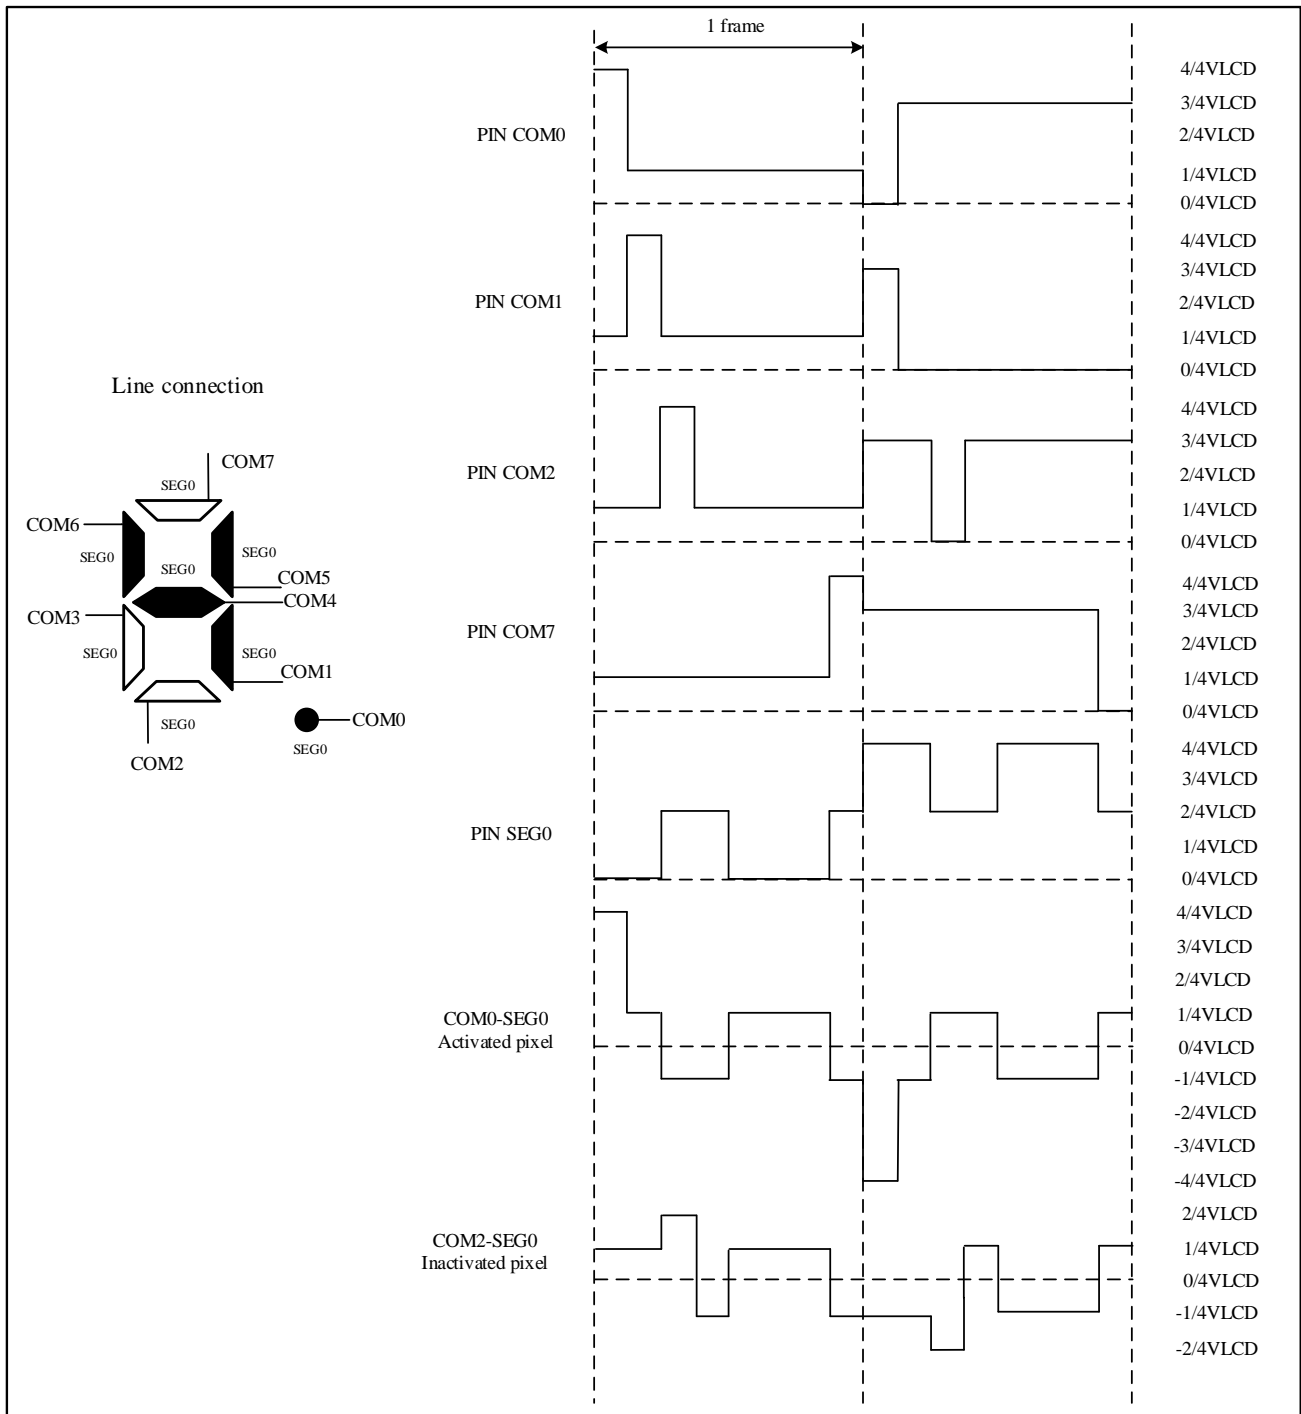 1 frame
PIN COM0
4/4VLCD
3/4VLCD
2/4VLCD
1/4VLCD
0/4VLCD
PIN COM1
4/4VLCD
3/4VLCD
2/4VLCD
1/4VLCD
0/4VLCD
Line connection
COM7
SEG0
COM6
SEG0
SEG0
SEG0
COM5
COM4
COM3
SEG0
SEG0
COM1
SEG0
COM2
COM0
SEG0
PIN COM2
4/4VLCD
3/4VLCD
2/4VLCD
1/4VLCD
0/4VLCD
PIN COM7
4/4VLCD
3/4VLCD
2/4VLCD
1/4VLCD
0/4VLCD
PIN SEG0
4/4VLCD
3/4VLCD
2/4VLCD
1/4VLCD
0/4VLCD
COM0-SEG0
Activated pixel
4/4VLCD
3/4VLCD
2/4VLCD
1/4VLCD
0/4VLCD
-1/4VLCD
-2/4VLCD
-3/4VLCD
-4/4VLCD
COM2-SEG0
Inactivated pixel
2/4VLCD
1/4VLCD
0/4VLCD
-1/4VLCD
-2/4VLCD